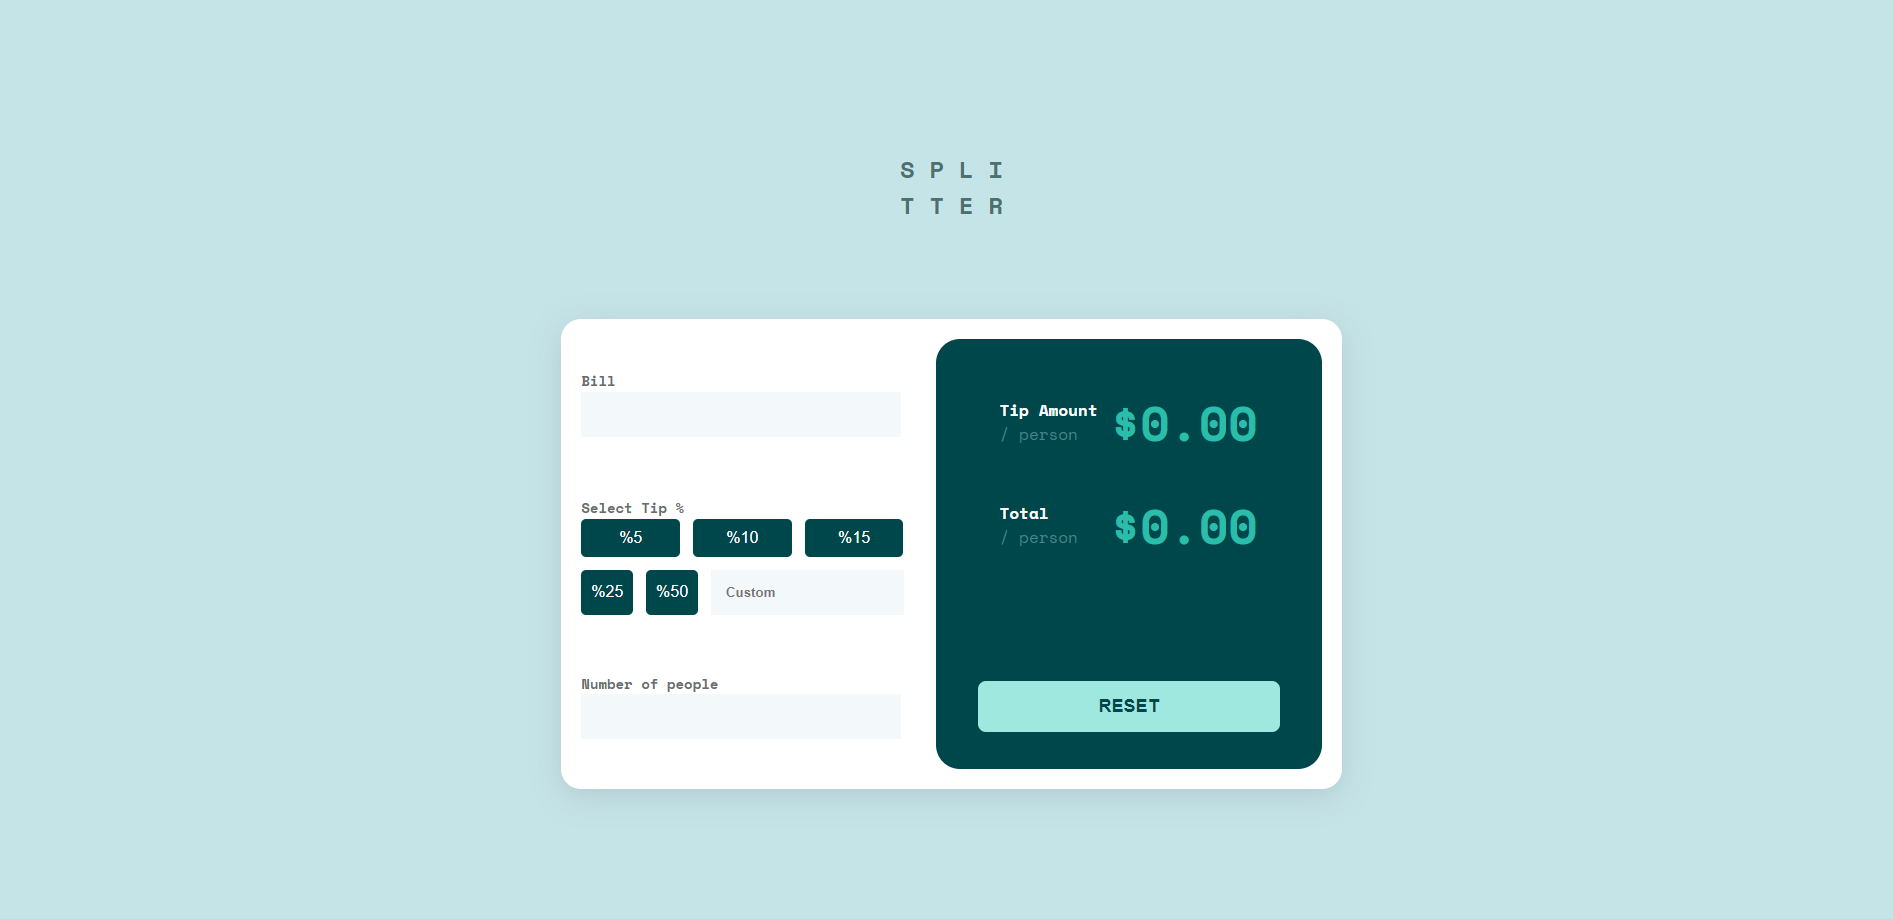 S P L I
T T E R
Bill
Select Tip %
%5 %10 %15
%25 %50 Custom
Number of people
Tip Amount
/ person
$0.00
Total
/ person
$0.00
RESET